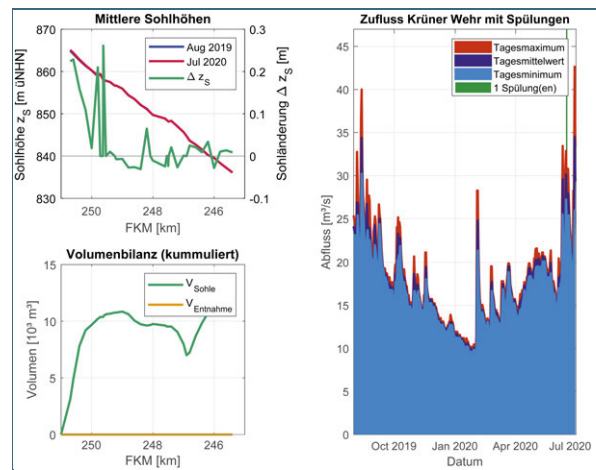 Mittlere Sohlhöhen
870
860
850
840
830
Sohlhöhe z_S [m üNHN]
Aug 2019
Jul 2020
Δ z_S
0.3
0.2
0.1
0
-0.1
Sohländerung Δ z_S [m]
250
248
246
FKM [km]
Volumenbilanz (kummuliert)
15
10
5
0
Volumen [10³ m³]
V_Sohle
V_Entnahme
250
248
246
FKM [km]
Zufluss Krüner Wehr mit Spülungen
45
40
35
30
25
20
15
10
5
0
Abfluss [m³/s]
Tagesmaximum
Tagesmittelwert
Tagesminimum
1 Spülung(en)
Okt 2019
Jan 2020
Apr 2020
Jul 2020
Datum